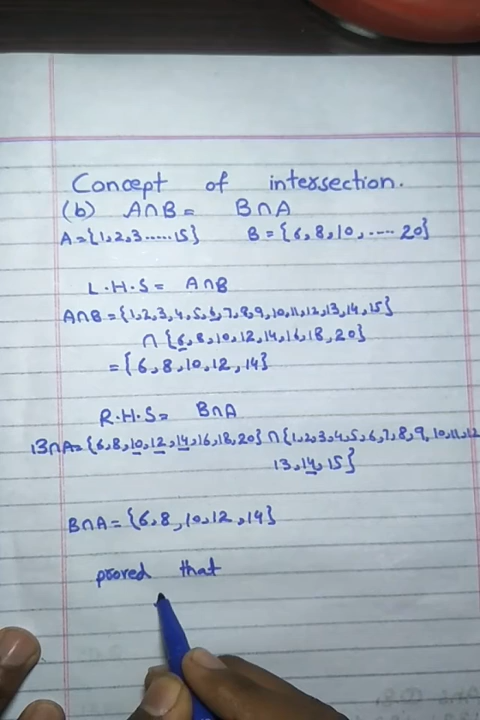 Concept of intersection.
(b) A∩B = B∩A
A={1,2,3.....15} B={6,8,10,.... 20}
L.H.S = A∩B
A∩B={1,2,3,4,5,6,7,8,9,10,11,12,13,14,15}
∩{6,8,10,12,14,16,18,20}
={6,8,10,12,14}
R.H.S= B∩A
B∩A={6,8,10,12,14,16,18,20}∩{1,2,3,4,5,6,7,8,9,10,11,12
13,14,15}
B∩A={6,8,10,12,14}
proved that